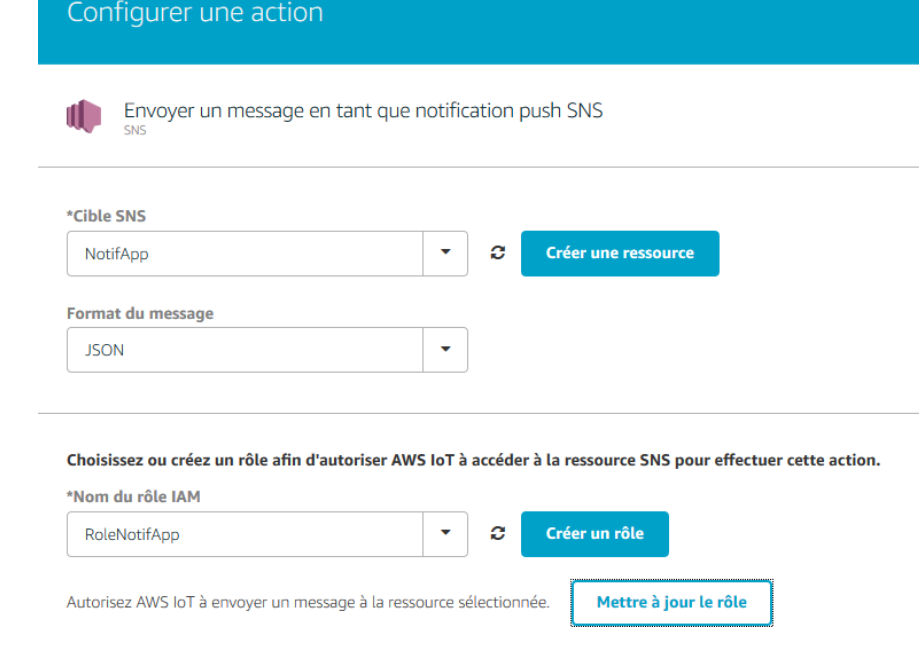 Configurer une action
Envoyer un message en tant que notification push SNS
SNS
*Cible SNS
NotifApp
Créer une ressource
Format du message
JSON
Choisissez ou créez un rôle afin d'autoriser AWS IoT à accéder à la ressource SNS pour effectuer cette action.
*Nom du rôle IAM
RoleNotifApp
Créer un rôle
Autorisez AWS IoT à envoyer un message à la ressource sélectionnée.
Mettre à jour le rôle